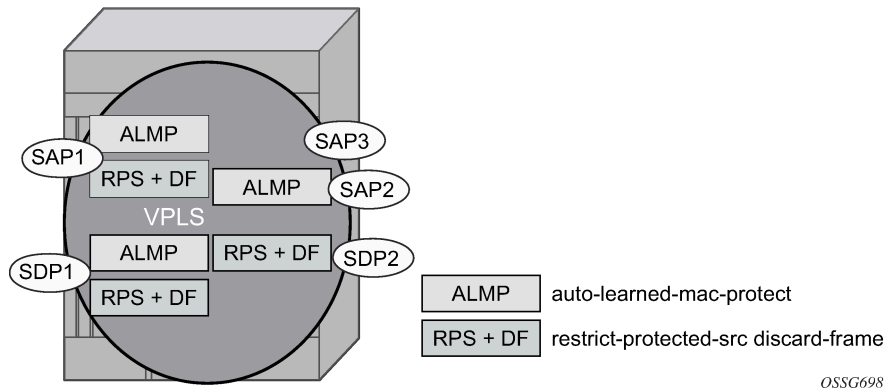 ALMP
SAP3
SAP1
RPS + DF
ALMP
SAP2
VPLS
ALMP
RPS + DF
SDP2
SDP1
RPS + DF
ALMP auto-learned-mac-protect
RPS + DF restrict-protected-src discard-frame
OSSG698